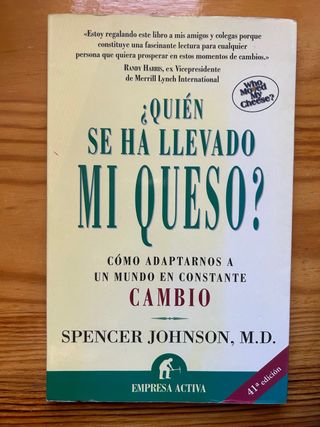 «Estoy regalando este libro a mis amigos y colegas porque
constituye una fascinante lectura para cualquier
persona que quiera prosperar en estos momentos de cambios.»
RANDY HARRIS, ex Vicepresidente
de Merrill Lynch International
Who
Moved
My
Cheese?
¿QUIÉN
SE HA LLEVADO
MI QUESO?
CÓMO ADAPTARNOS A
UN MUNDO EN CONSTANTE
CAMBIO
SPENCER JOHNSON, M.D.
EMPRESA ACTIVA
41ª edición